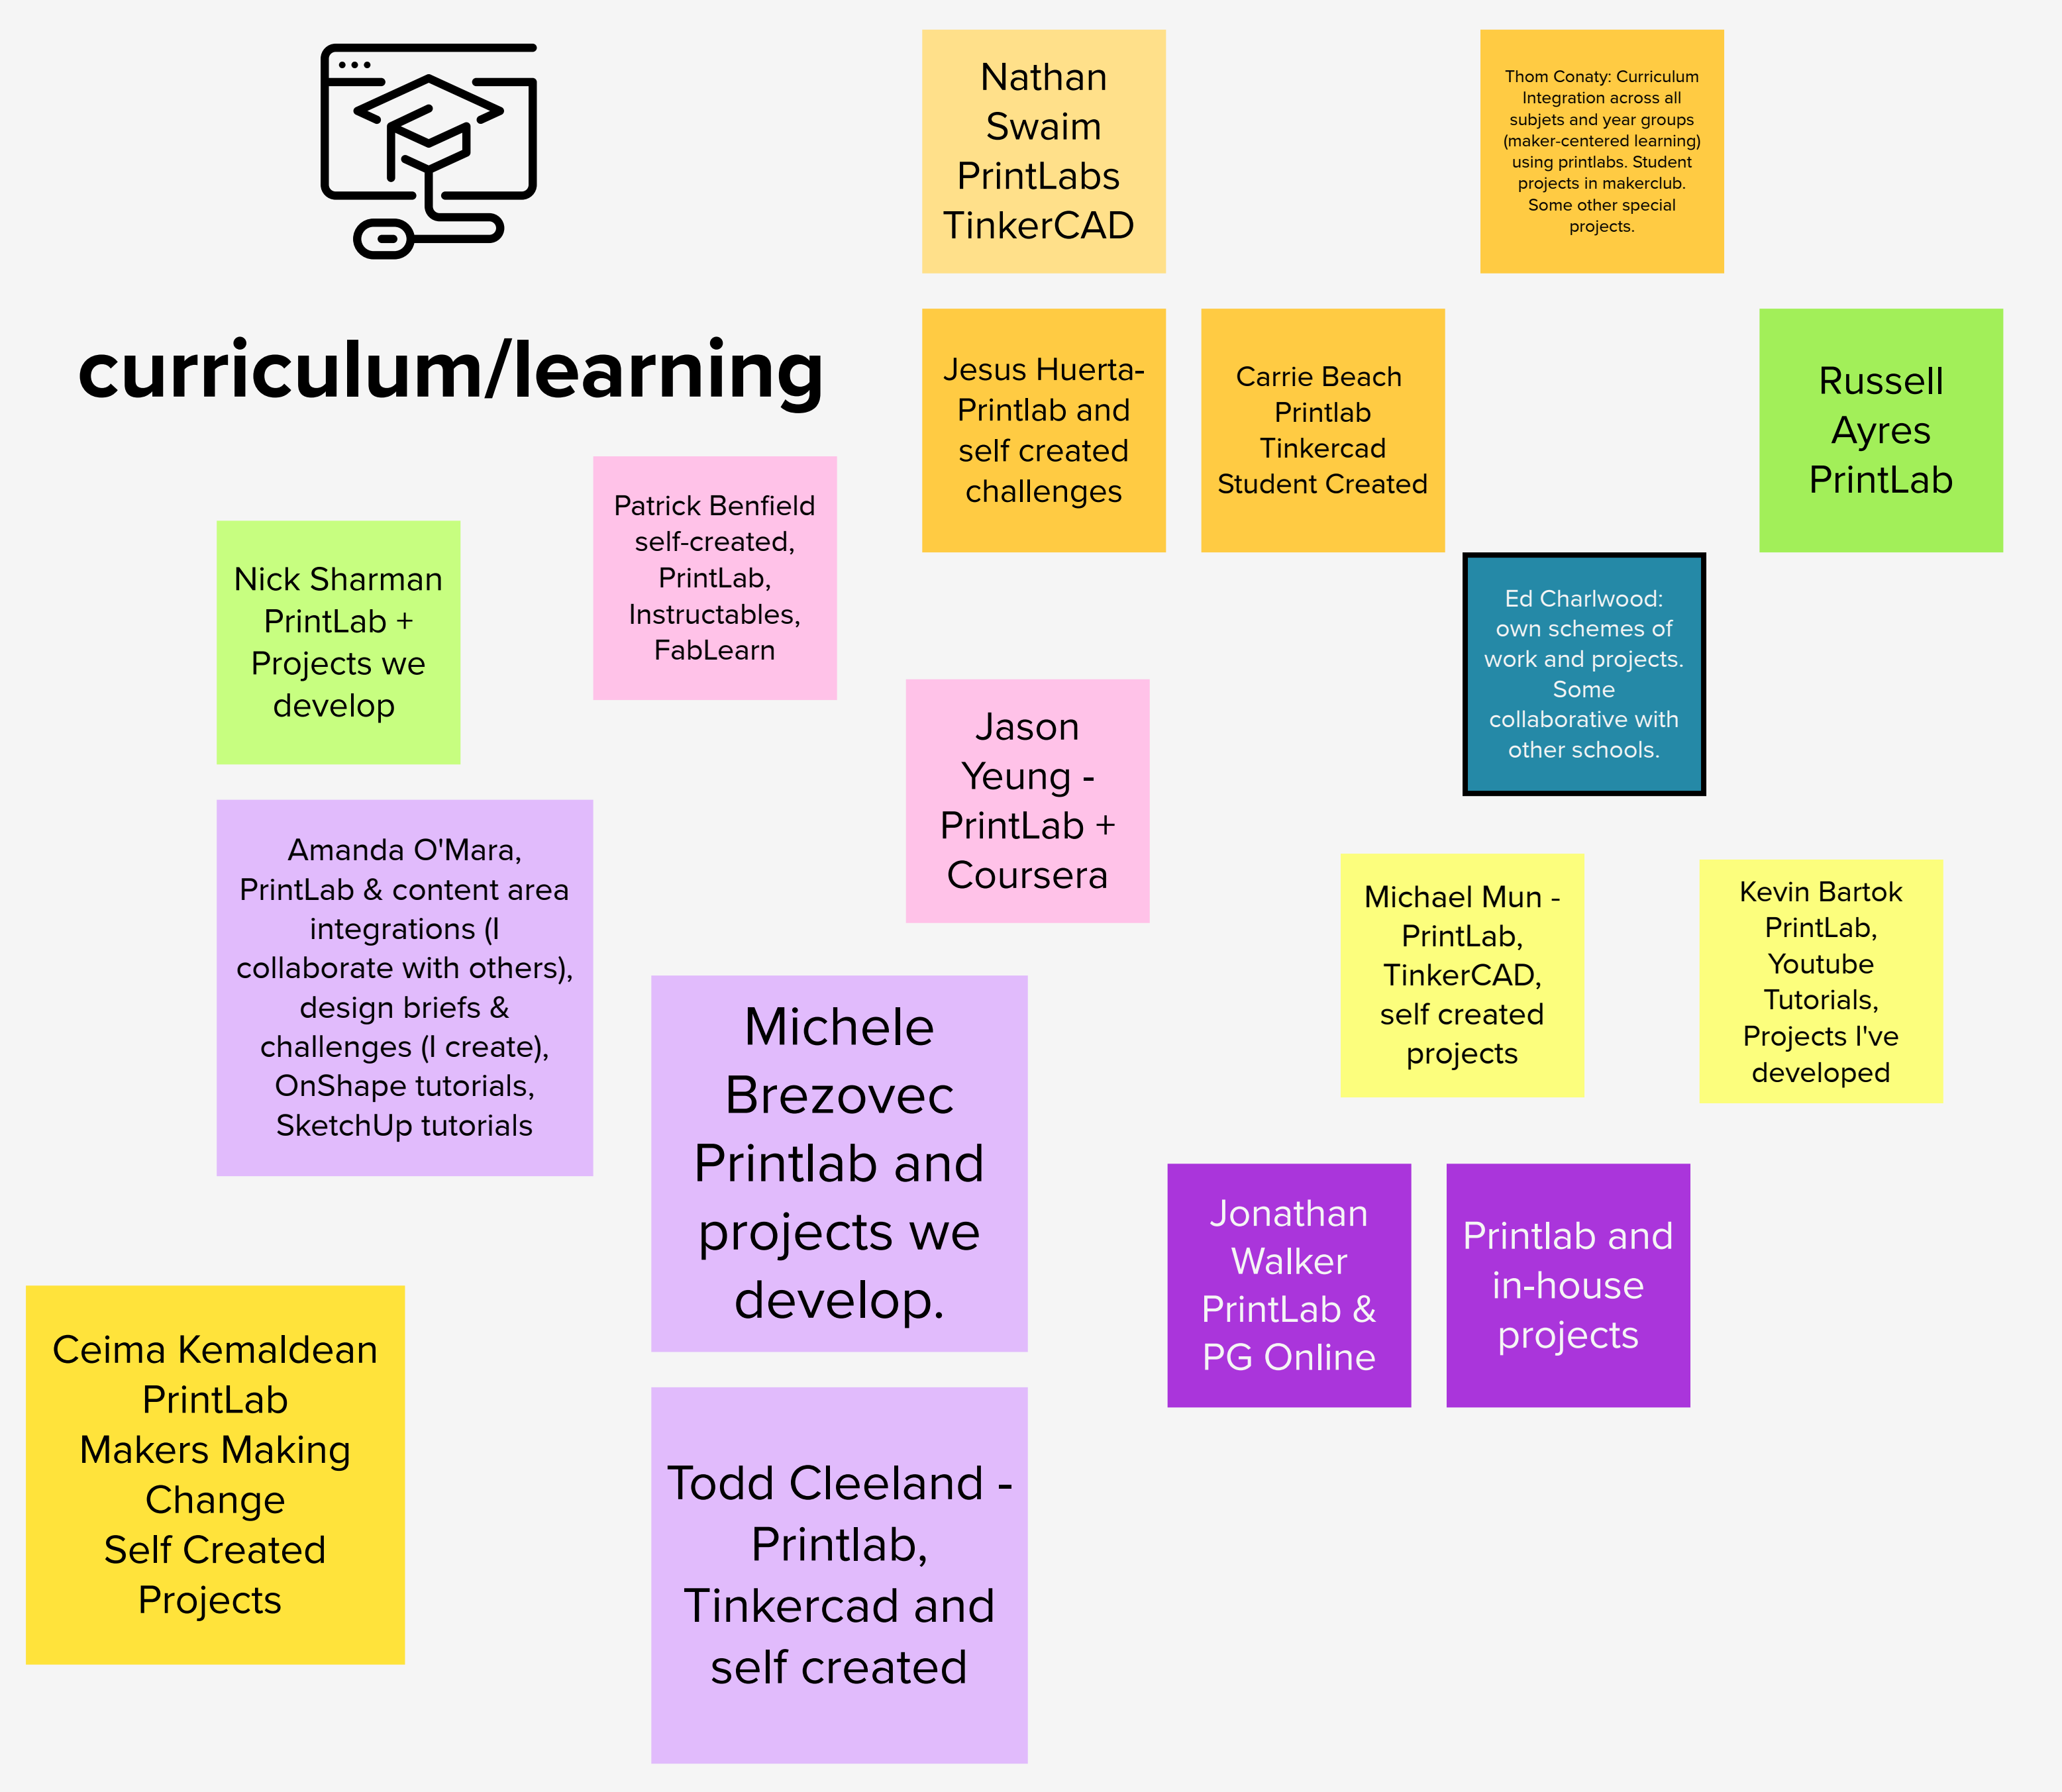 curriculum/learning
Nathan
Swaim
PrintLabs
TinkerCAD
Thom Conaty: Curriculum
Integration across all
subjets and year groups
(maker-centered learning)
using printlabs. Student
projects in makerclub.
Some other special
projects.
Jesus Huerta-
Printlab and
self created
challenges
Carrie Beach
Printlab
Tinkercad
Student Created
Russell
Ayres
PrintLab
Patrick Benfield
self-created,
PrintLab,
Instructables,
FabLearn
Nick Sharman
PrintLab +
Projects we
develop
Ed Charlwood:
own schemes of
work and projects.
Some
collaborative with
other schools.
Jason
Yeung -
PrintLab +
Coursera
Amanda O'Mara,
PrintLab & content area
integrations (I
collaborate with others),
design briefs &
challenges (I create),
OnShape tutorials,
SketchUp tutorials
Michael Mun -
PrintLab,
TinkerCAD,
self created
projects
Kevin Bartok
PrintLab,
Youtube
Tutorials,
Projects I've
developed
Michele
Brezovec
Printlab and
projects we
develop.
Jonathan
Walker
PrintLab &
PG Online
Printlab and
in-house
projects
Ceima Kemaldean
PrintLab
Makers Making
Change
Self Created
Projects
Todd Cleeland -
Printlab,
Tinkercad and
self created